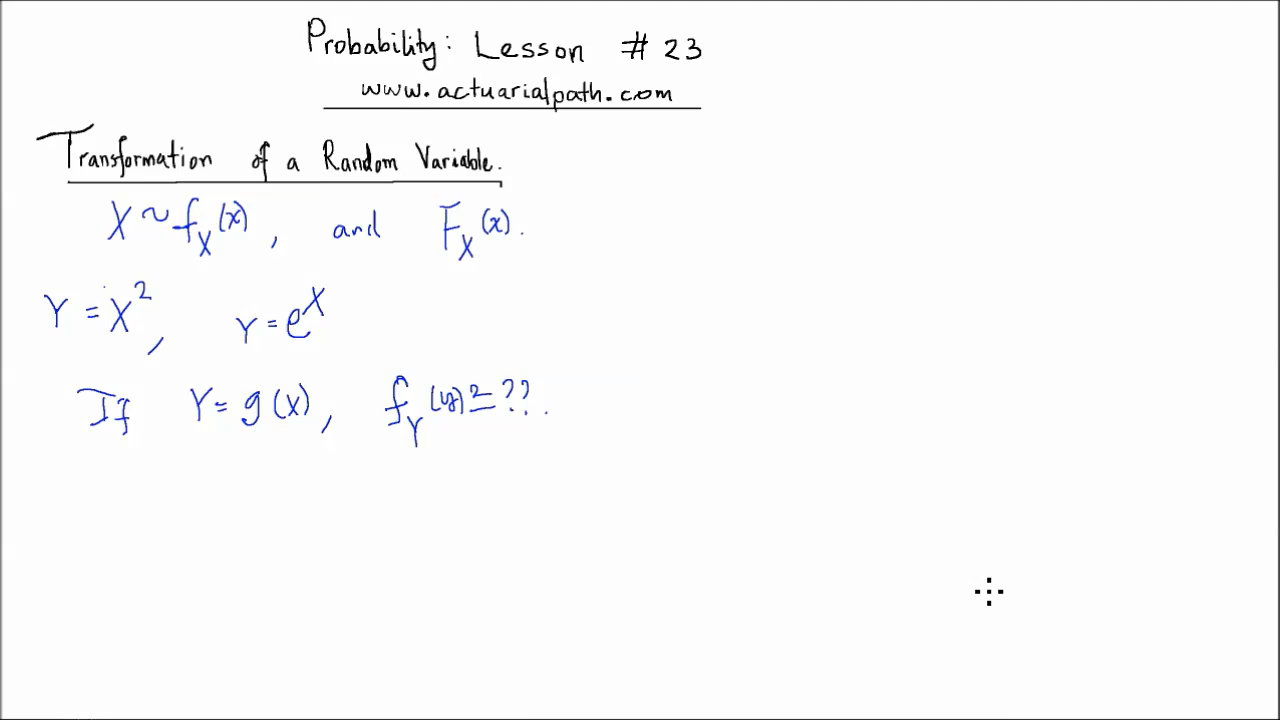 Probability: Lesson # 23
www.actuarialpath.com
Transformation of a Random Variable.
X ~ f_X(x), and F_X(x).
Y = X², Y = e^X
If Y = g(X), f_Y(y) = ??.